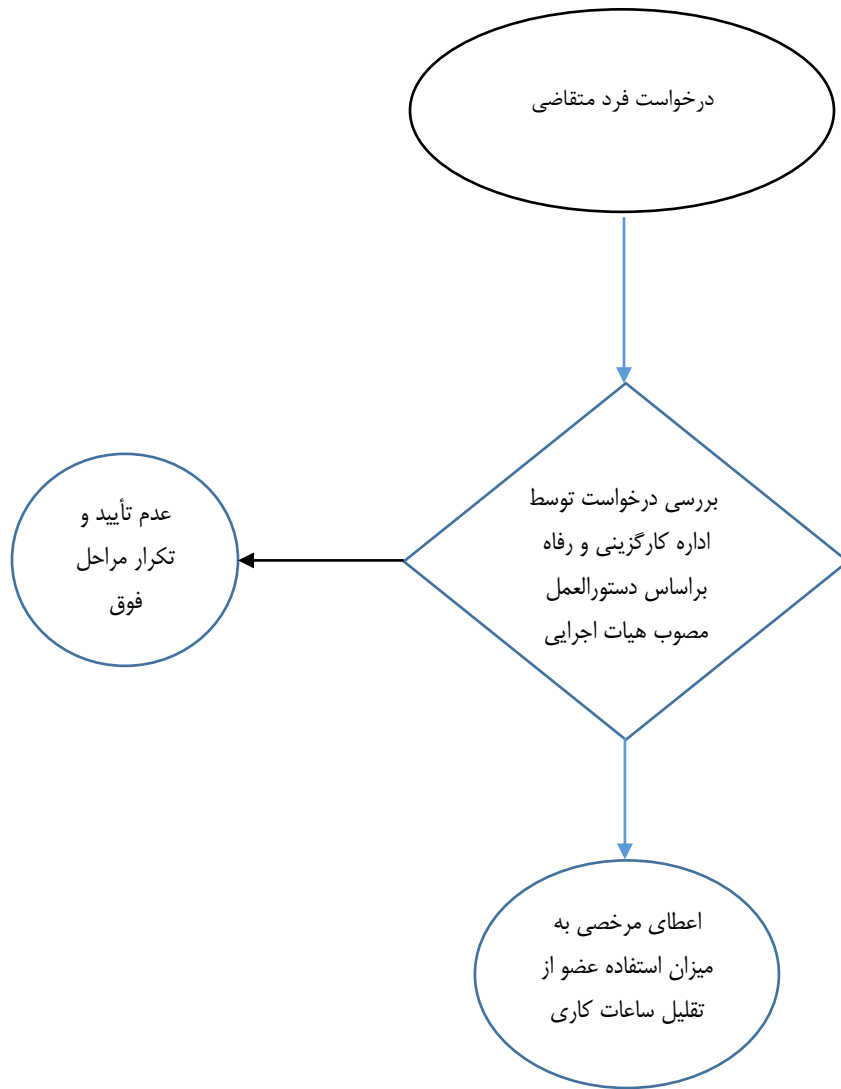 درخواست فرد متقاضی
بررسی درخواست توسط
اداره کارگزینی و رفاه
براساس دستورالعمل
مصوب هیات اجرایی
عدم تأیید و
تکرار مراحل
فوق
اعطای مرخصی به
میزان استفاده عضو از
تقلیل ساعات کاری